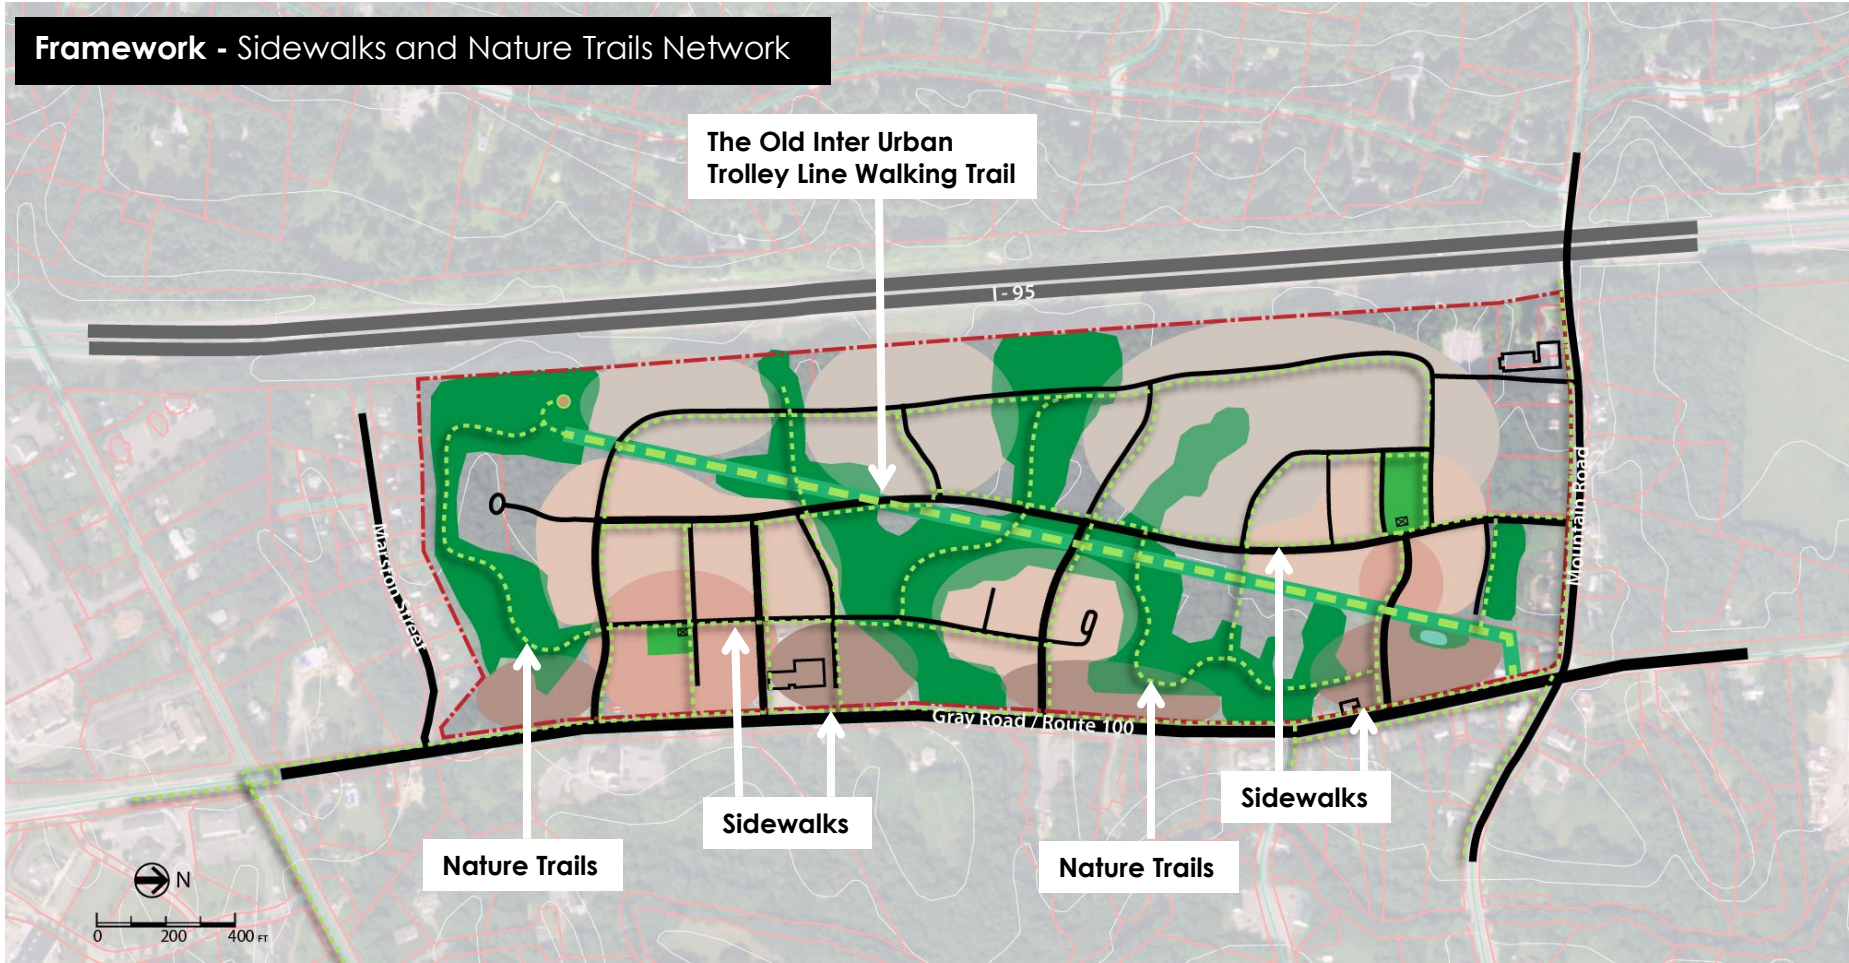 Framework - Sidewalks and Nature Trails Network
The Old Inter Urban
Trolley Line Walking Trail
I - 95
Marston Street
Mountain Road
Gray Road / Route 100
Sidewalks
Sidewalks
Nature Trails
Nature Trails
N
0 200 400 FT